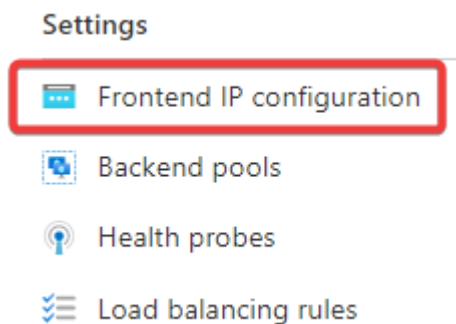 Settings
Frontend IP configuration
Backend pools
Health probes
Load balancing rules